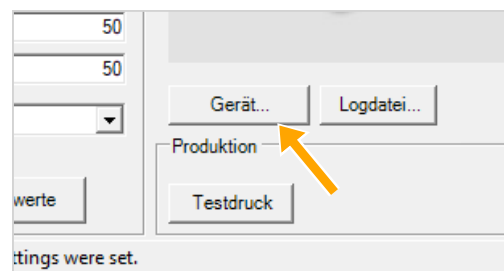 50
50
Gerät...
Logdatei...
Produktion
werte
Testdruck
ttings were set.